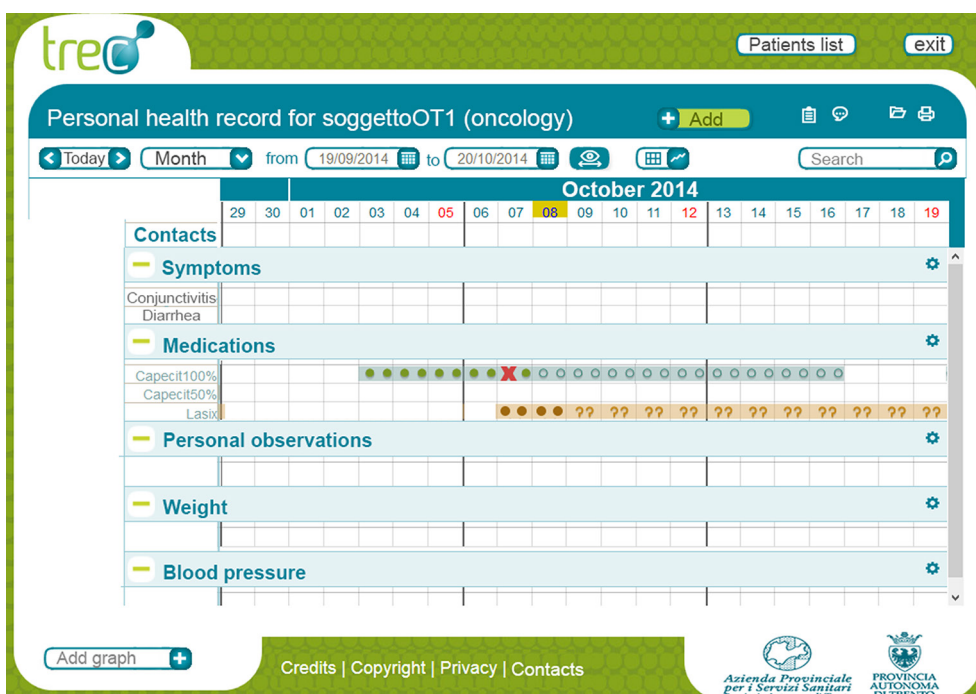 trec
Patients list exit
Personal health record for soggettoOT1 (oncology) Add
Today Month from 19/09/2014 to 20/10/2014 Search
October 2014
29 30 01 02 03 04 05 06 07 08 09 10 11 12 13 14 15 16 17 18 19
Contacts
Symptoms
Conjunctivitis
Diarrhea
Medications
Capecit100%
Capecit50%
Lasix ?? ?? ?? ?? ?? ?? ?? ?? ?? ?? ??
Personal observations
Weight
Blood pressure
Add graph
Credits | Copyright | Privacy | Contacts
Azienda Provinciale
per i Servizi Sanitari
PROVINCIA
AUTONOMA